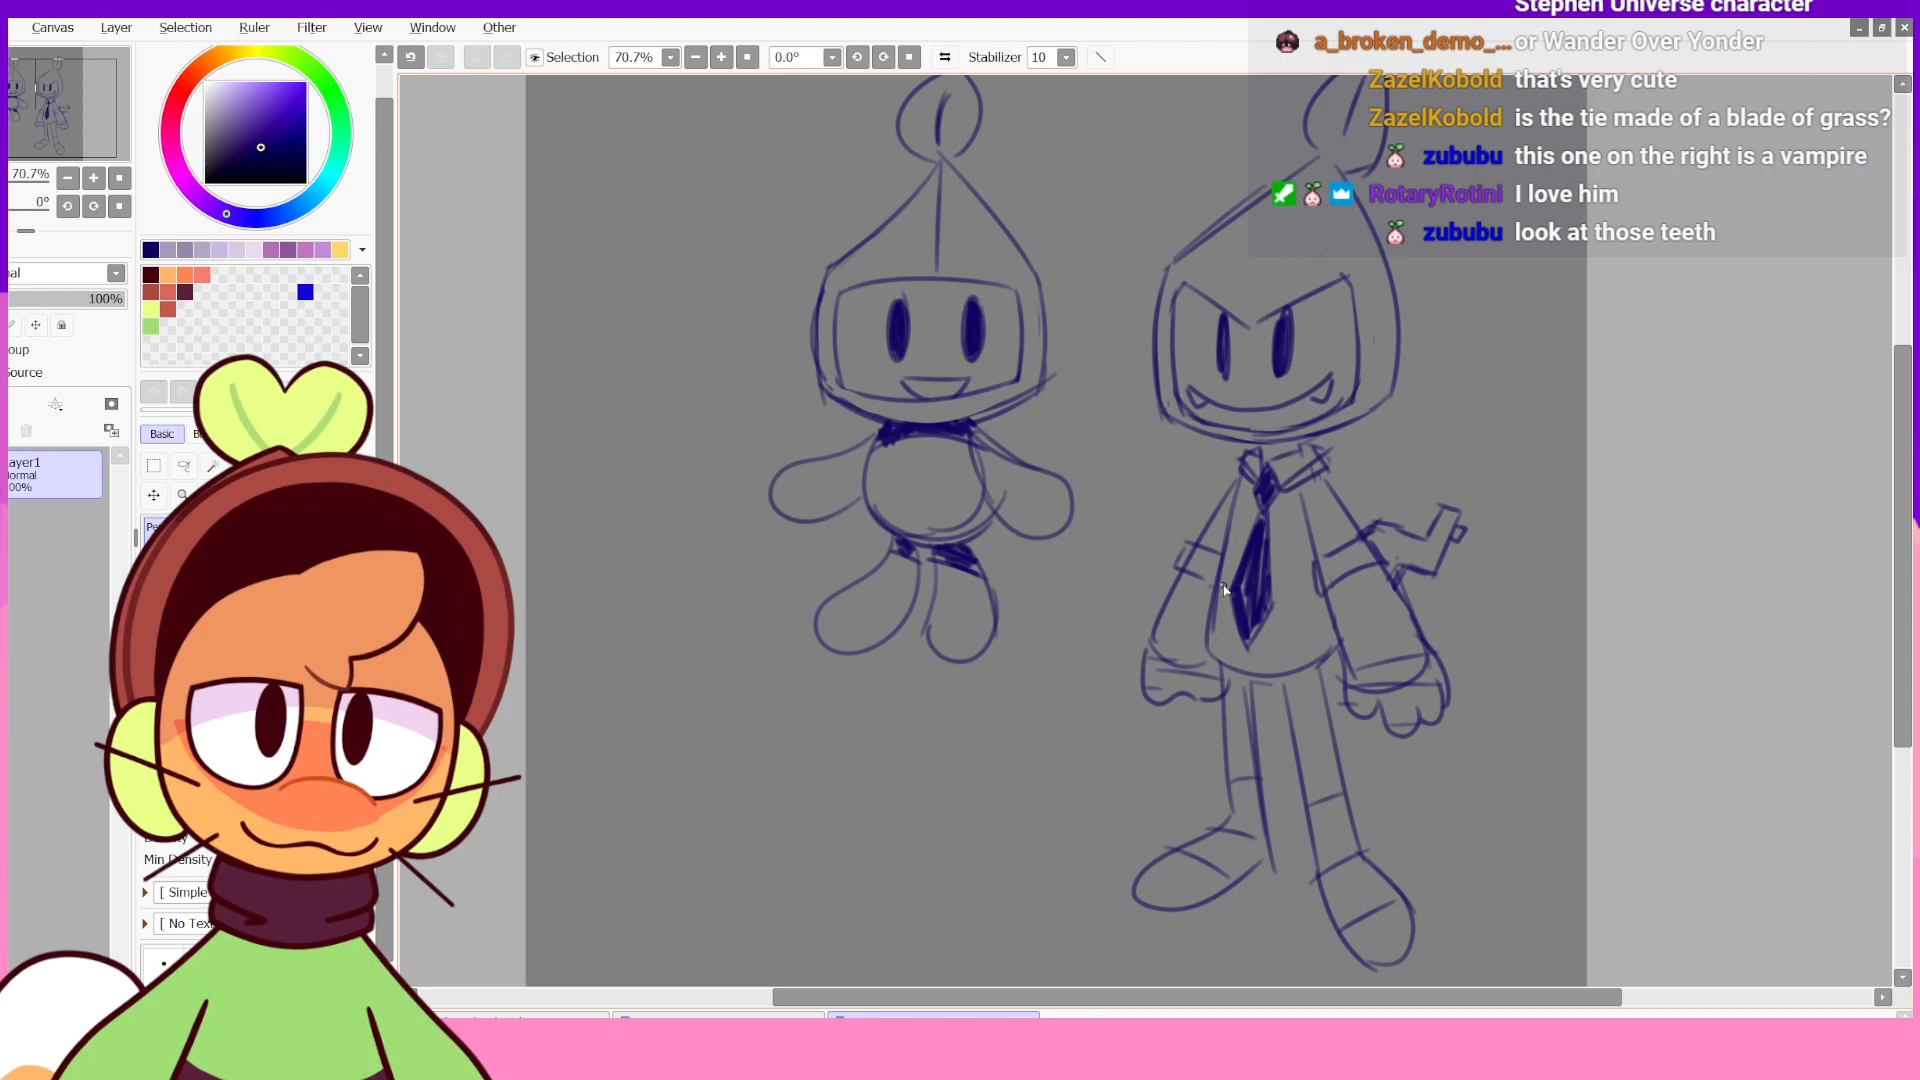 Stephen Universe character
Canvas Layer Selection Ruler Filter View Window Other
a_broken_demo_... or Wander Over Yonder
Selection 70.7% 0.0° Stabilizer 10
ZazelKobold that's very cute
ZazelKobold is the tie made of a blade of grass?
zububu this one on the right is a vampire
70.7%
RotaryRotini I love him
0°
zububu look at those teeth
100%
Basic
100%
Min Density
[ Simple